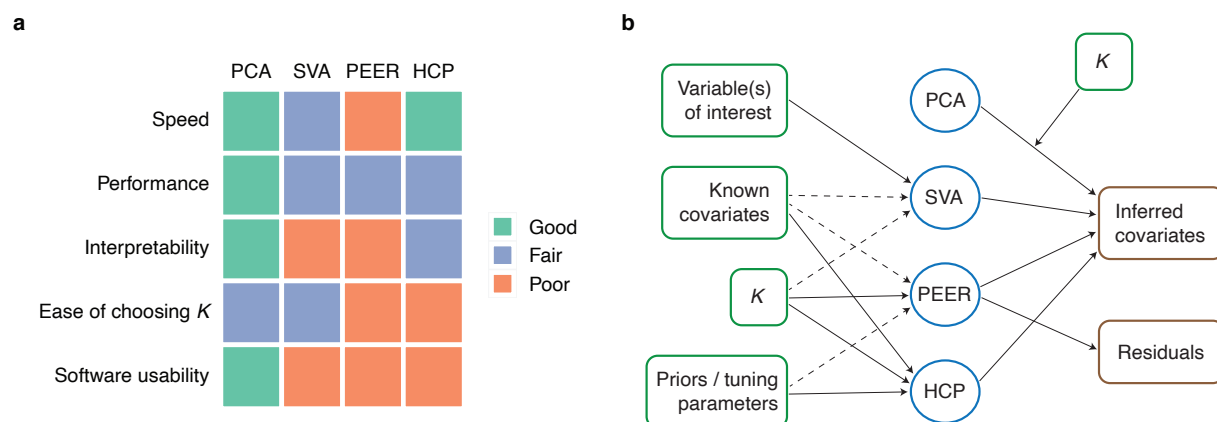 a
PCA SVA PEER HCP
Speed
Performance
Interpretability
Ease of choosing K
Software usability
Good
Fair
Poor
b
Variable(s)
of interest
Known
covariates
K
Priors / tuning
parameters
PCA
SVA
PEER
HCP
K
Inferred
covariates
Residuals